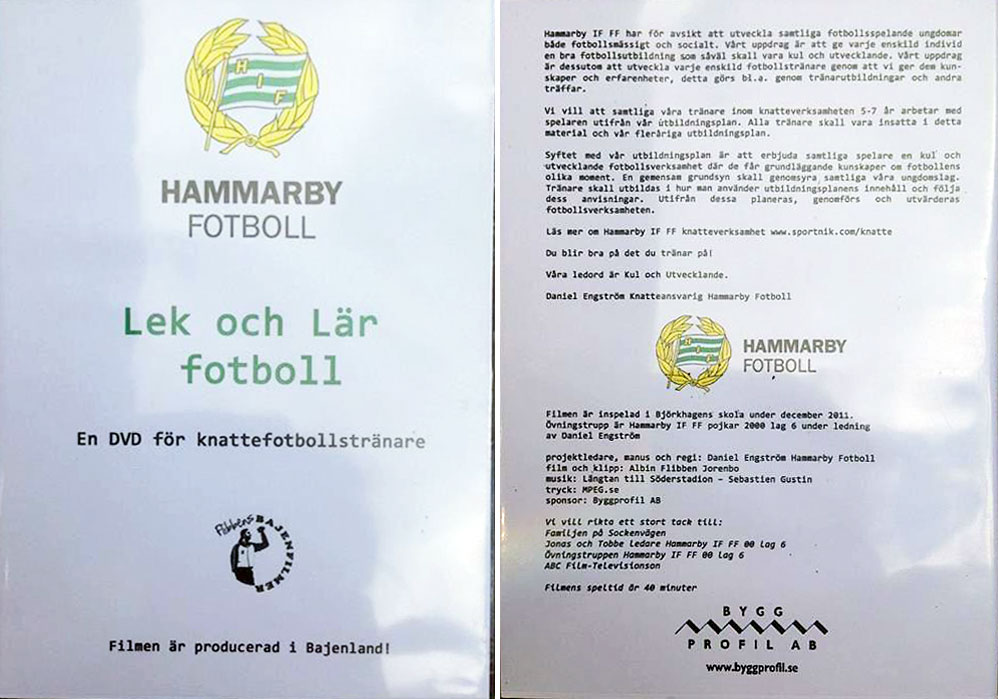 HIF
HAMMARBY
FOTBOLL
Lek och Lär
fotboll
En DVD för knattefotbollstränare
Flibbens BAJENFILMER
Filmen är producerad i Bajenland!
Hammarby IF FF har för avsikt att utveckla samtliga fotbollsspelande ungdomar
både fotbollsmässigt och socialt. Vårt uppdrag är att ge varje enskild individ
en bra fotbollsutbildning som såväl skall vara kul och utvecklande. Vårt uppdrag
är dessutom att utveckla varje enskild fotbollstränare genom att vi ger dem kun-
skaper och erfarenheter, detta görs bl.a. genom tränarutbildningar och andra
träffar.
Vi vill att samtliga våra tränare inom knatteverksamheten 5-7 år arbetar med
spelaren utifrån vår utbildningsplan. Alla tränare skall vara insatta i detta
material och vår fleråriga utbildningsplan.
Syftet med vår utbildningsplan är att erbjuda samtliga spelare en kul och
utvecklande fotbollsverksamhet där de får grundläggande kunskaper om fotbollens
olika moment. En gemensam grundsyn skall genomsyra samtliga våra ungdomslag.
Tränare skall utbildas i hur man använder utbildningsplanens innehåll och följa
dess anvisningar. Utifrån dessa planeras, genomförs och utvärderas
fotbollsverksamheten.
Läs mer om Hammarby IF FF knatteverksamhet www.sportnik.com/knatte
Du blir bra på det du tränar på!
Våra ledord är Kul och Utvecklande.
Daniel Engström Knatteansvarig Hammarby Fotboll
HIF
HAMMARBY
FOTBOLL
Filmen är inspelad i Björkhagens skola under december 2011.
Övningstrupp är Hammarby IF FF pojkar 2000 lag 6 under ledning
av Daniel Engström
projektledare, manus och regi: Daniel Engström Hammarby Fotboll
film och klipp: Albin Flibben Jorenbo
musik: Längtan till Söderstadion - Sebastien Gustin
tryck: MPEG.se
sponsor: Byggprofil AB
Vi vill rikta ett stort tack till:
Familjen på Sockenvägen
Jonas och Tobbe ledare Hammarby IF FF 00 lag 6
Övningstruppen Hammarby IF FF 00 lag 6
ABC Film-Televisionson
Filmens speltid är 40 minuter
BYGG
PROFIL AB
www.byggprofil.se